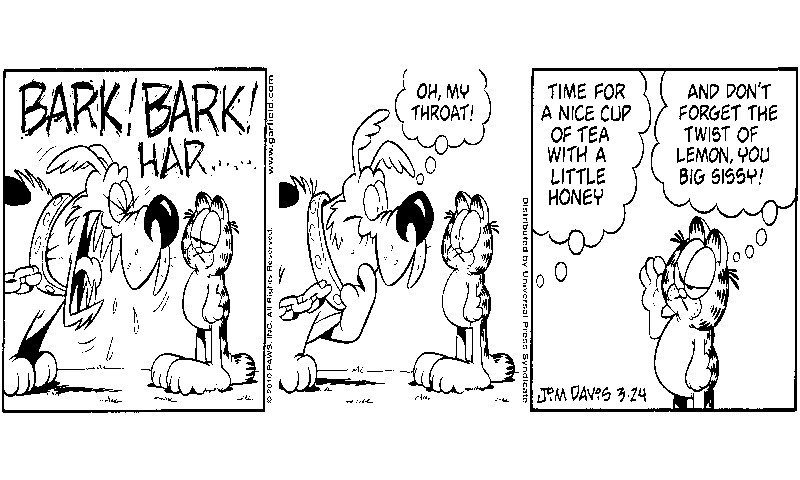 BARK! BARK!
HAP.......
www.garfield.com
© 2010 PAWS, INC. All Rights Reserved.
OH, MY
THROAT!
Distributed by Universal Press Syndicate
TIME FOR
A NICE CUP
OF TEA
WITH A
LITTLE
HONEY
AND DON'T
FORGET THE
TWIST OF
LEMON, YOU
BIG SISSY!
JIM DAVIS 3.24